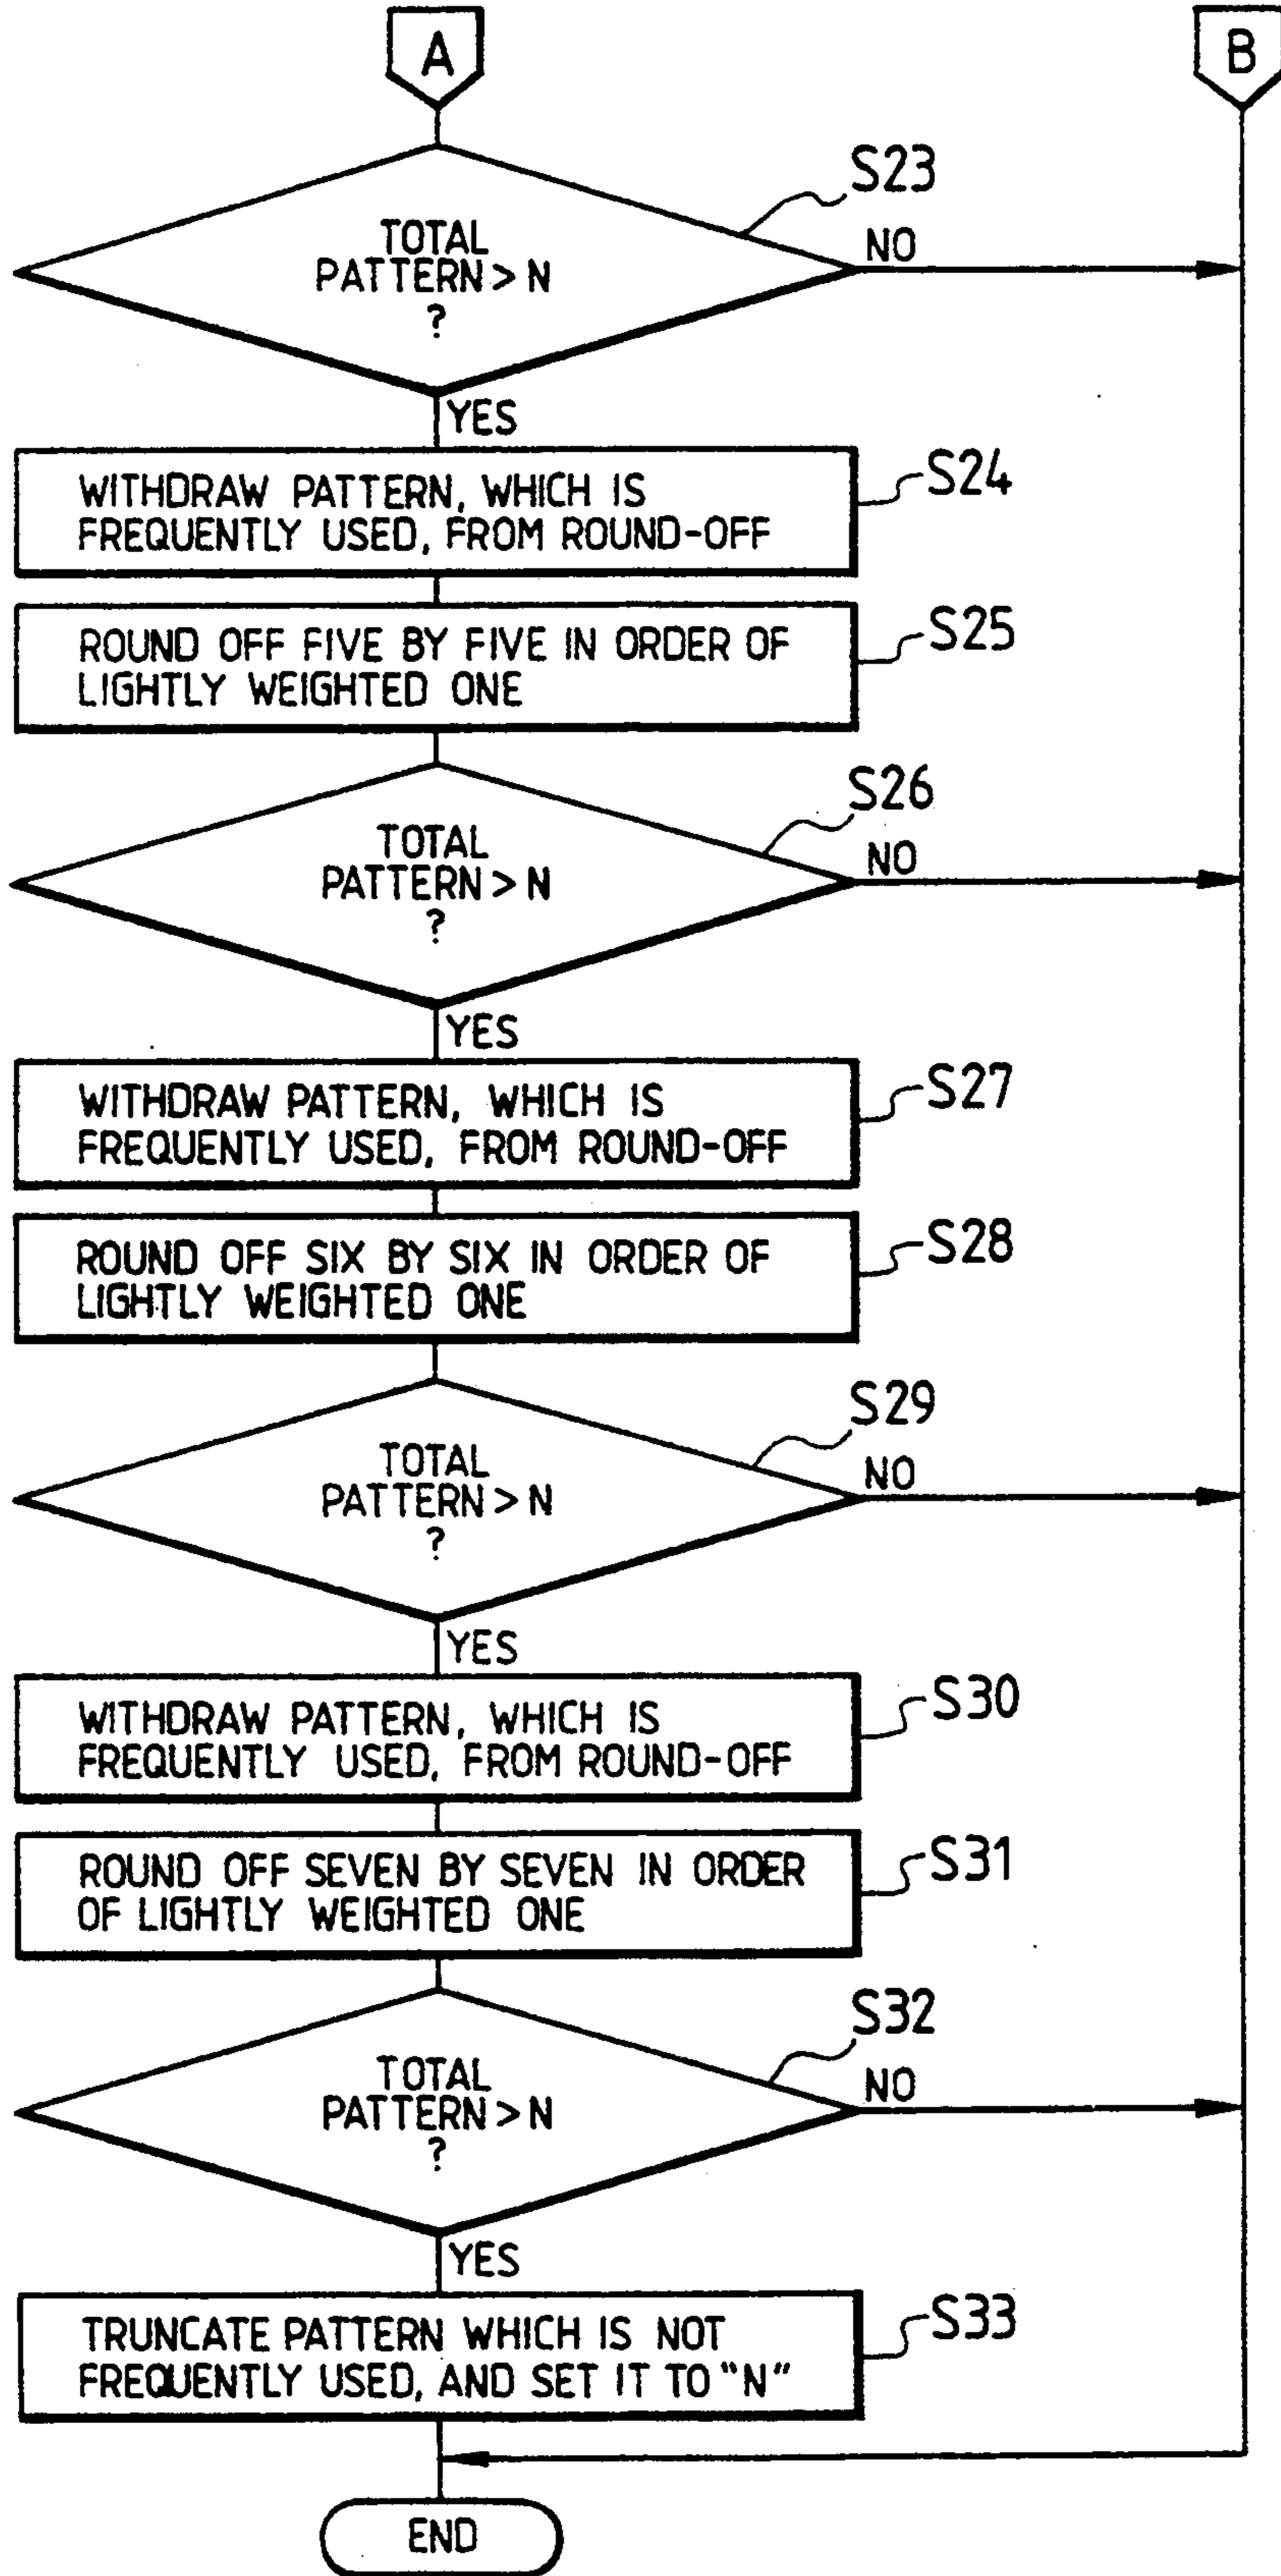 A
B
S23
TOTAL
PATTERN > N
?
NO
YES
WITHDRAW PATTERN, WHICH IS
FREQUENTLY USED, FROM ROUND-OFF
S24
ROUND OFF FIVE BY FIVE IN ORDER OF
LIGHTLY WEIGHTED ONE
S25
S26
TOTAL
PATTERN > N
?
NO
YES
WITHDRAW PATTERN, WHICH IS
FREQUENTLY USED, FROM ROUND-OFF
S27
ROUND OFF SIX BY SIX IN ORDER OF
LIGHTLY WEIGHTED ONE
S28
S29
TOTAL
PATTERN > N
?
NO
YES
WITHDRAW PATTERN, WHICH IS
FREQUENTLY USED, FROM ROUND-OFF
S30
ROUND OFF SEVEN BY SEVEN IN ORDER
OF LIGHTLY WEIGHTED ONE
S31
S32
TOTAL
PATTERN > N
?
NO
YES
TRUNCATE PATTERN WHICH IS NOT
FREQUENTLY USED, AND SET IT TO "N"
S33
END